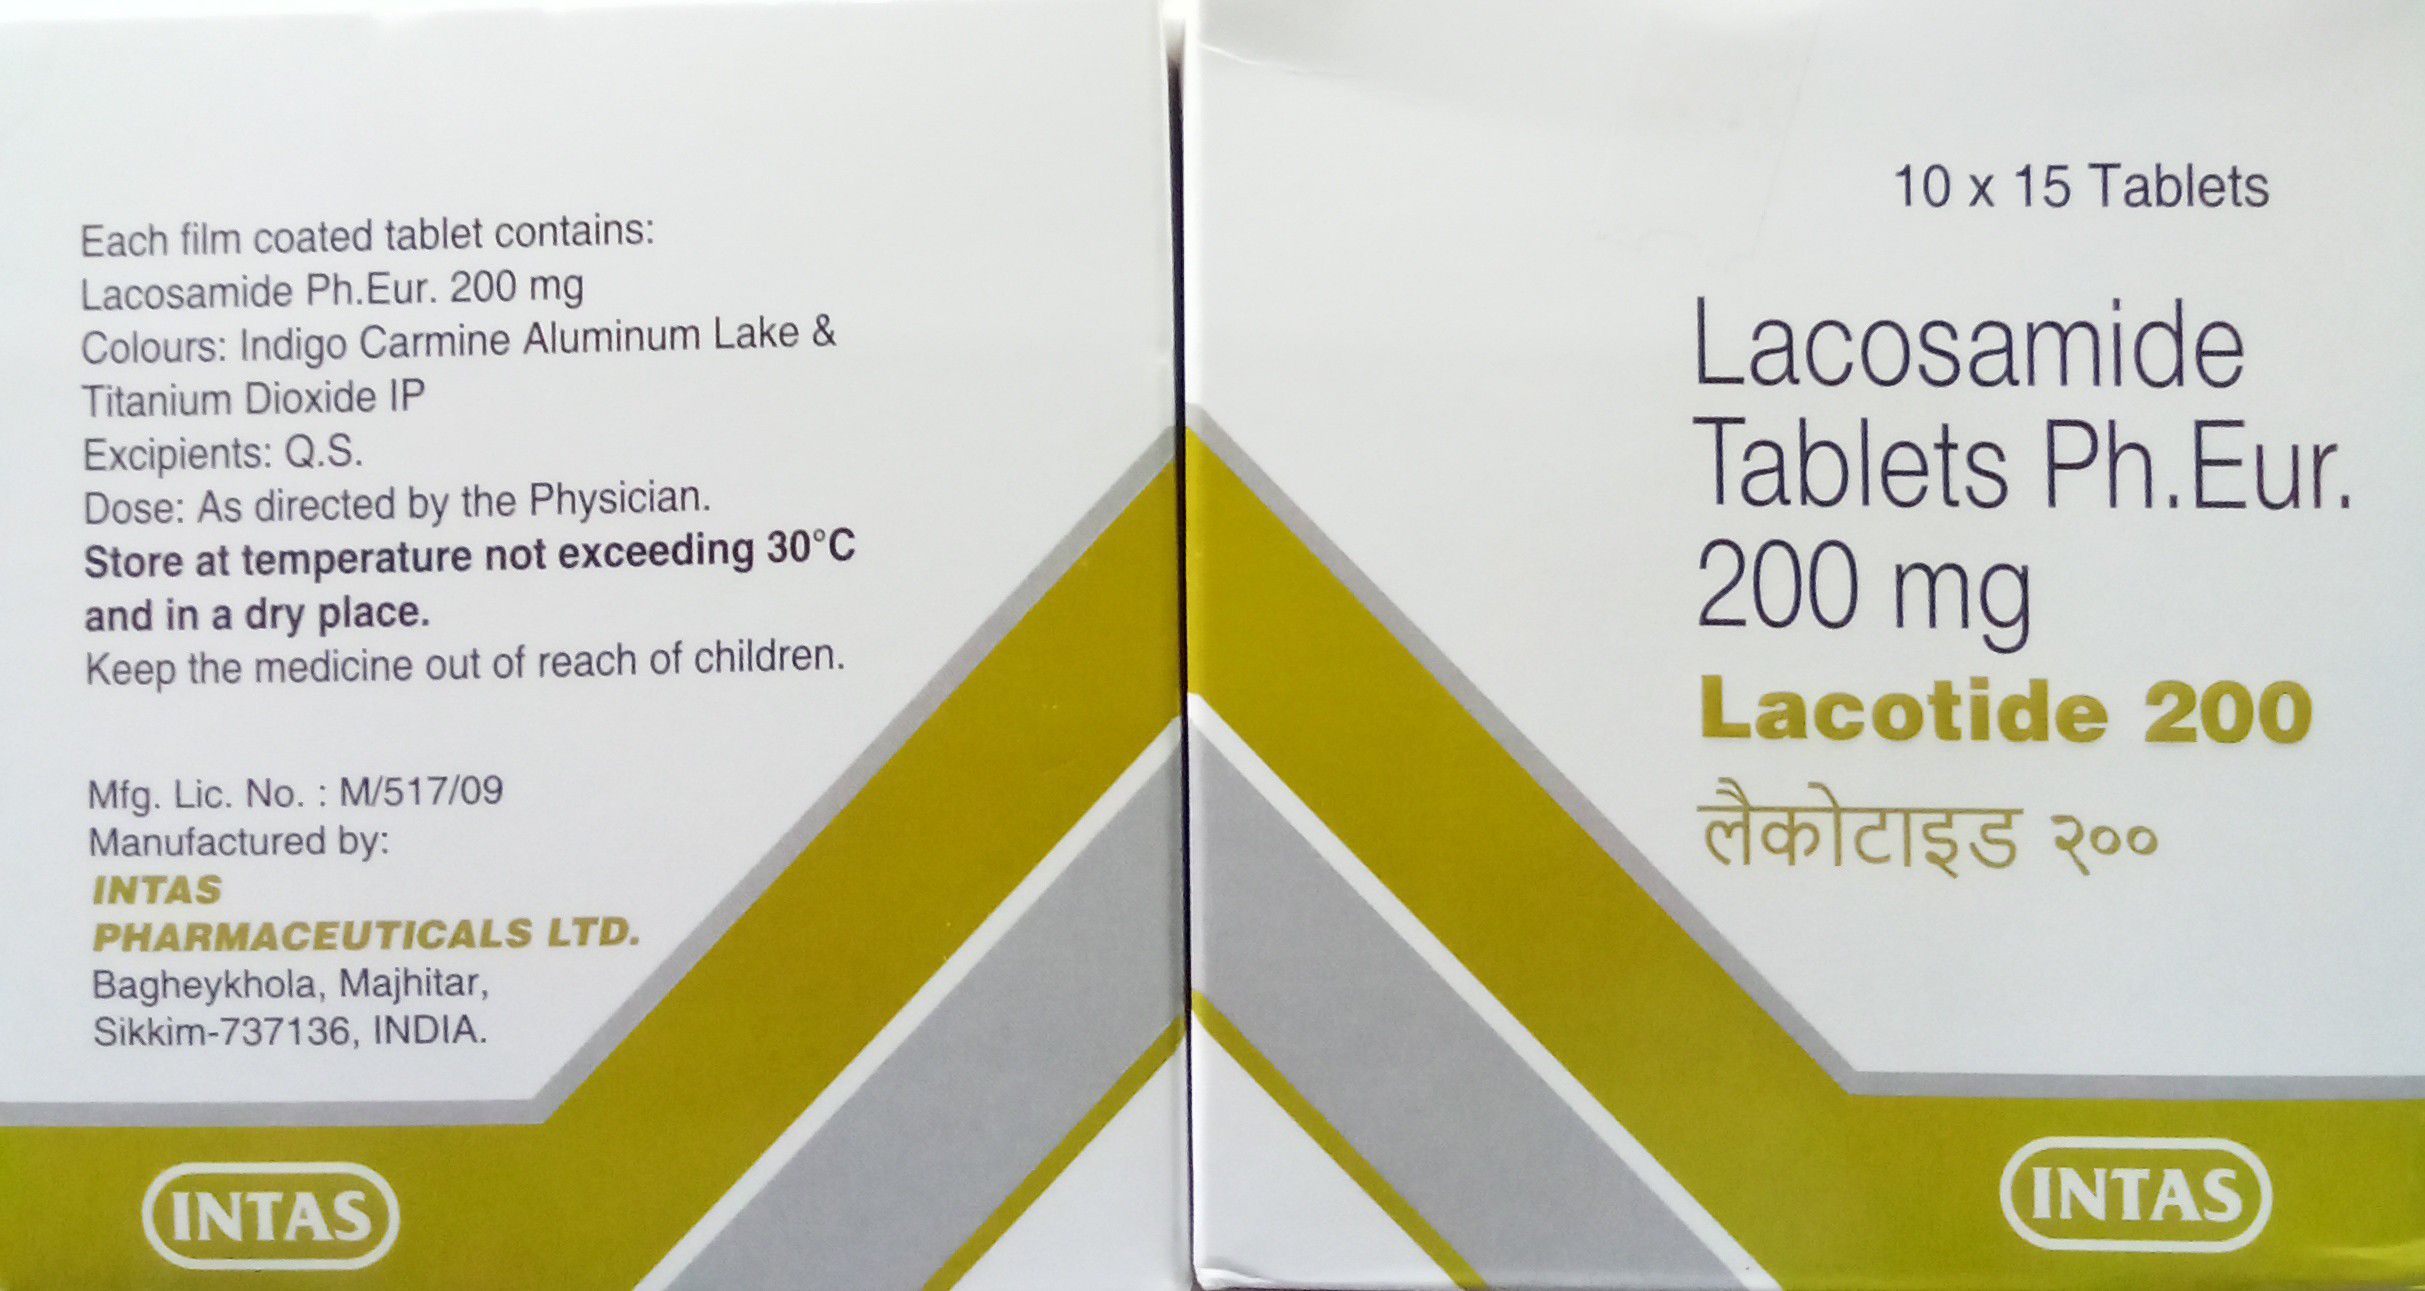 Each film coated tablet contains:
Lacosamide Ph.Eur. 200 mg
Colours: Indigo Carmine Aluminum Lake &
Titanium Dioxide IP
Excipients: Q.S.
Dose: As directed by the Physician.
Store at temperature not exceeding 30°C
and in a dry place.
Keep the medicine out of reach of children.
Mfg. Lic. No. : M/517/09
Manufactured by:
INTAS
PHARMACEUTICALS LTD.
Bagheykhola, Majhitar,
Sikkim-737136, INDIA.
INTAS
10 x 15 Tablets
Lacosamide
Tablets Ph.Eur.
200 mg
Lacotide 200
लैकोटाइड २००
INTAS